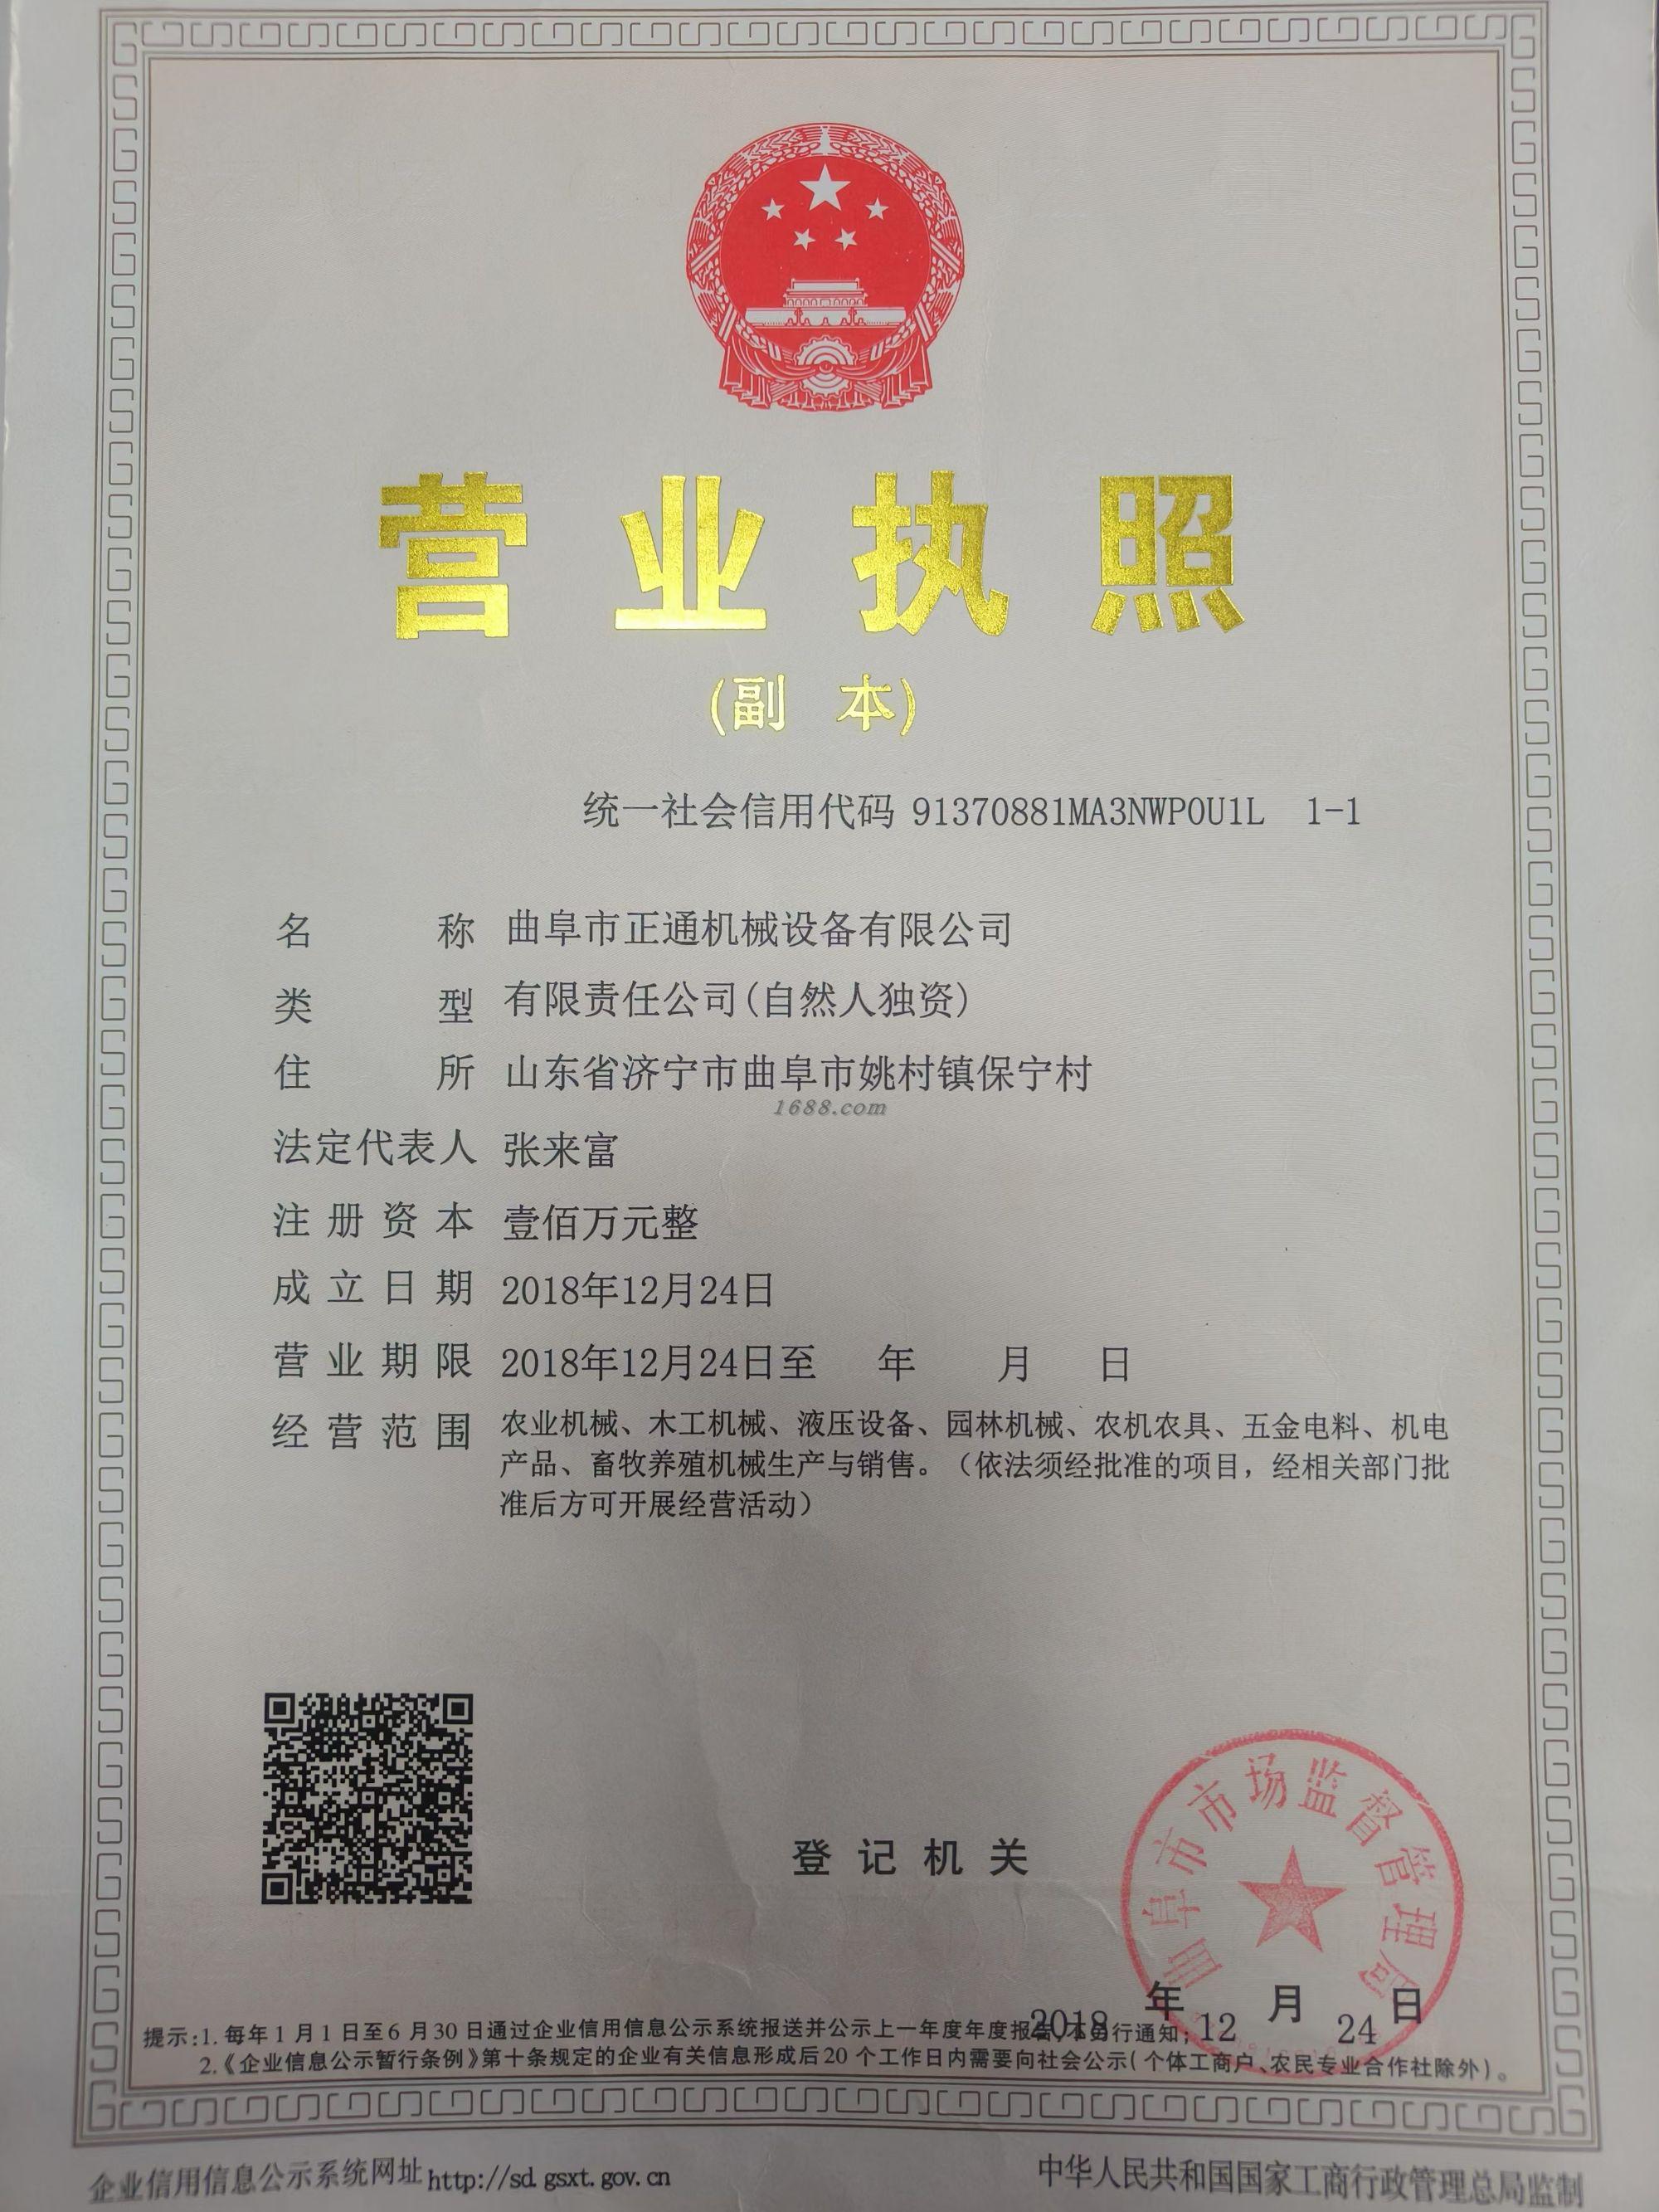 营业执照
(副 本)
统一社会信用代码 91370881MA3NWP0U1L 1-1
名 称 曲阜市正通机械设备有限公司
类 型 有限责任公司(自然人独资)
住 所 山东省济宁市曲阜市姚村镇保宁村
1688.com
法定代表人 张来富
注册资本 壹佰万元整
成立日期 2018年12月24日
营业期限 2018年12月24日至 年 月 日
经营范围 农业机械、木工机械、液压设备、园林机械、农机农具、五金电料、机电
产品、畜牧养殖机械生产与销售。（依法须经批准的项目，经相关部门批
准后方可开展经营活动）
登记机关
曲阜市市场监督管理局
2018 年 12 月 24 日
提示:1.每年1月1日至6月30日通过企业信用信息公示系统报送并公示上一年度年度报告,不另行通知;
2.《企业信息公示暂行条例》第十条规定的企业有关信息形成后20个工作日内需要向社会公示(个体工商户、农民专业合作社除外)。
企业信用信息公示系统网址http://sd.gsxt.gov.cn
中华人民共和国国家工商行政管理总局监制